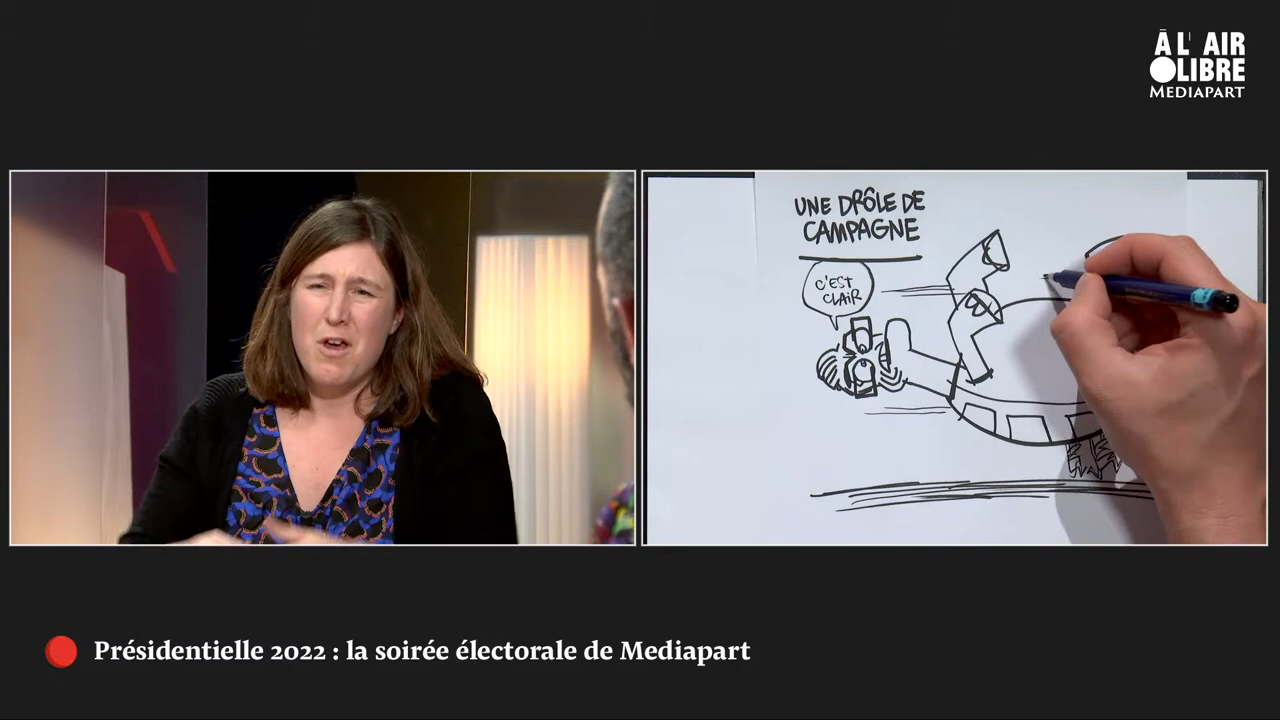 À L' AIR
LIBRE
MEDIAPART
UNE DRÔLE DE
CAMPAGNE
C'EST
CLAIR
Présidentielle 2022 : la soirée électorale de Mediapart